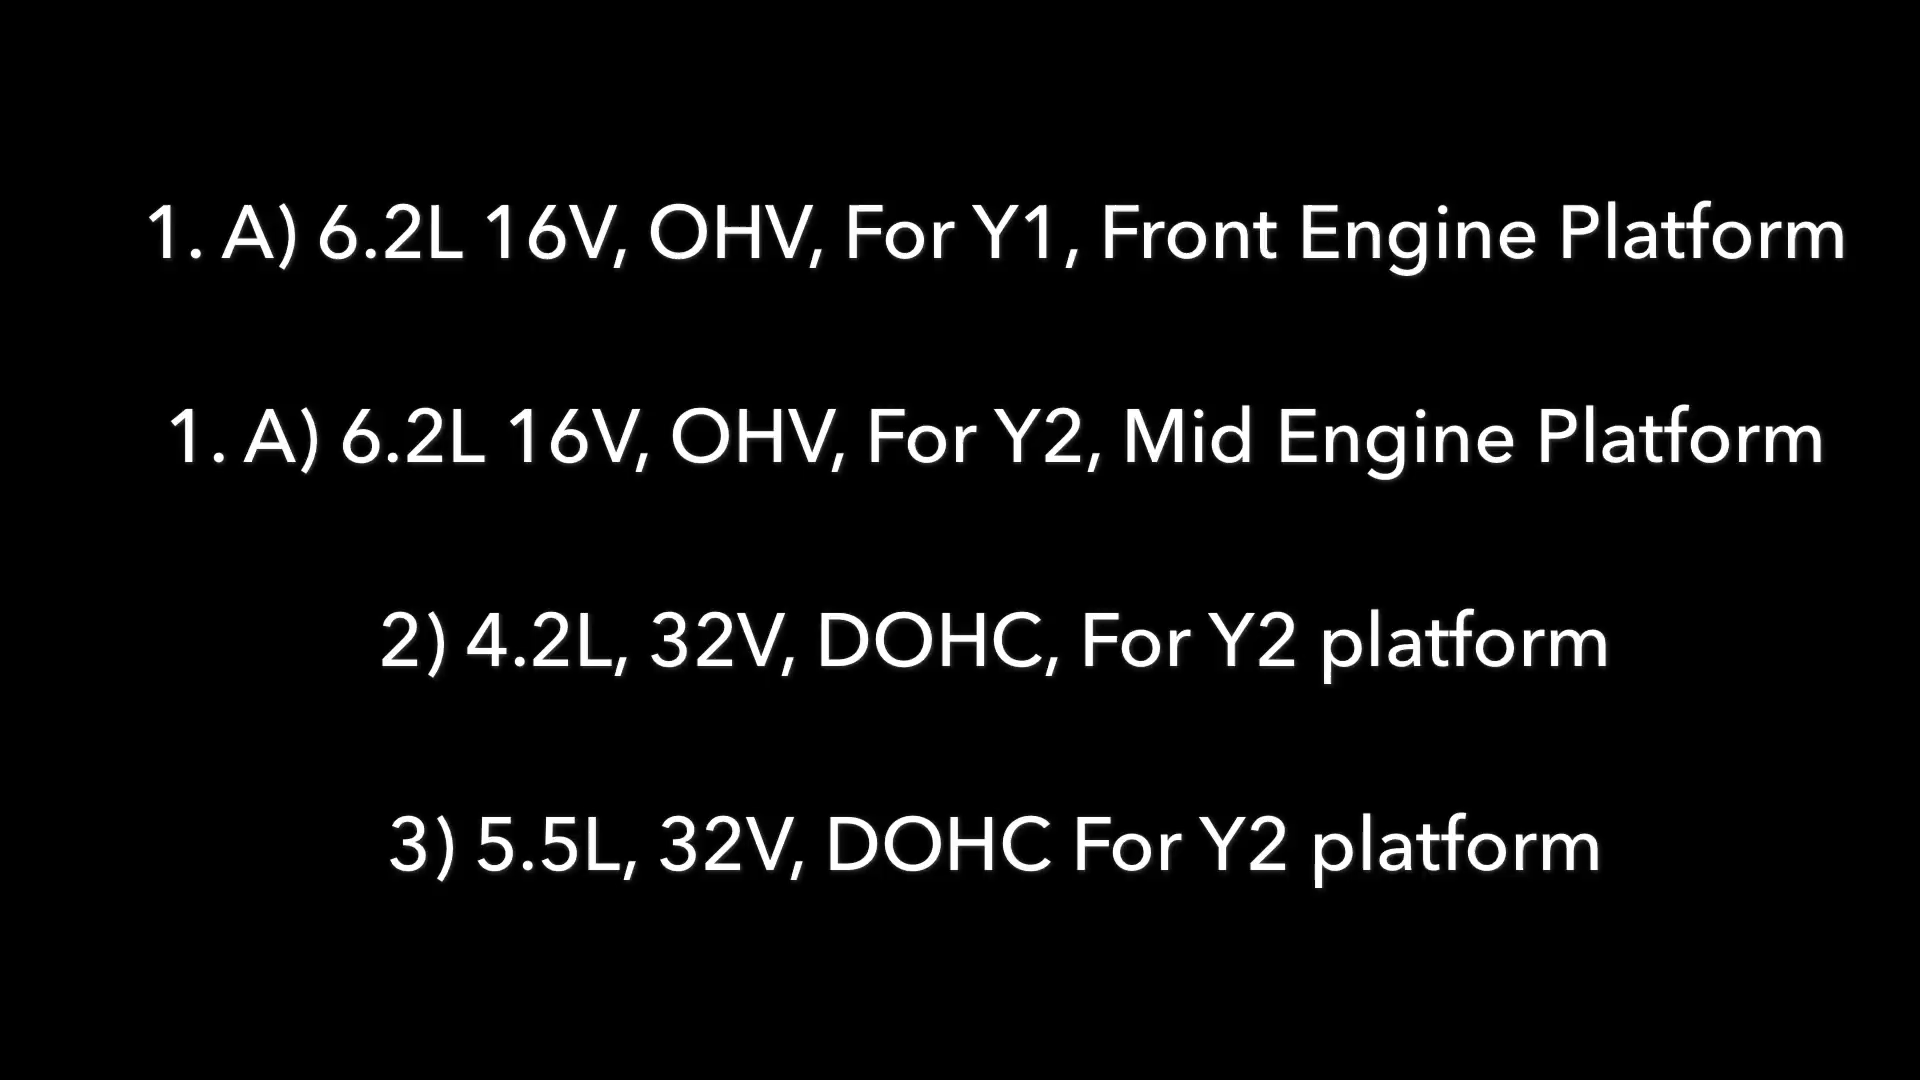 1. A) 6.2L 16V, OHV, For Y1, Front Engine Platform
1. A) 6.2L 16V, OHV, For Y2, Mid Engine Platform
2) 4.2L, 32V, DOHC, For Y2 platform
3) 5.5L, 32V, DOHC For Y2 platform